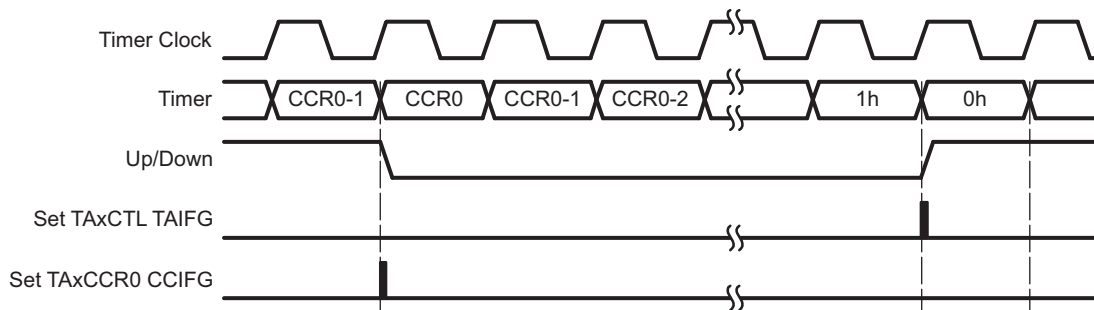 Timer Clock
Timer CCR0-1 CCR0 CCR0-1 CCR0-2 1h 0h
Up/Down
Set TAxCTL TAIFG
Set TAxCCR0 CCIFG